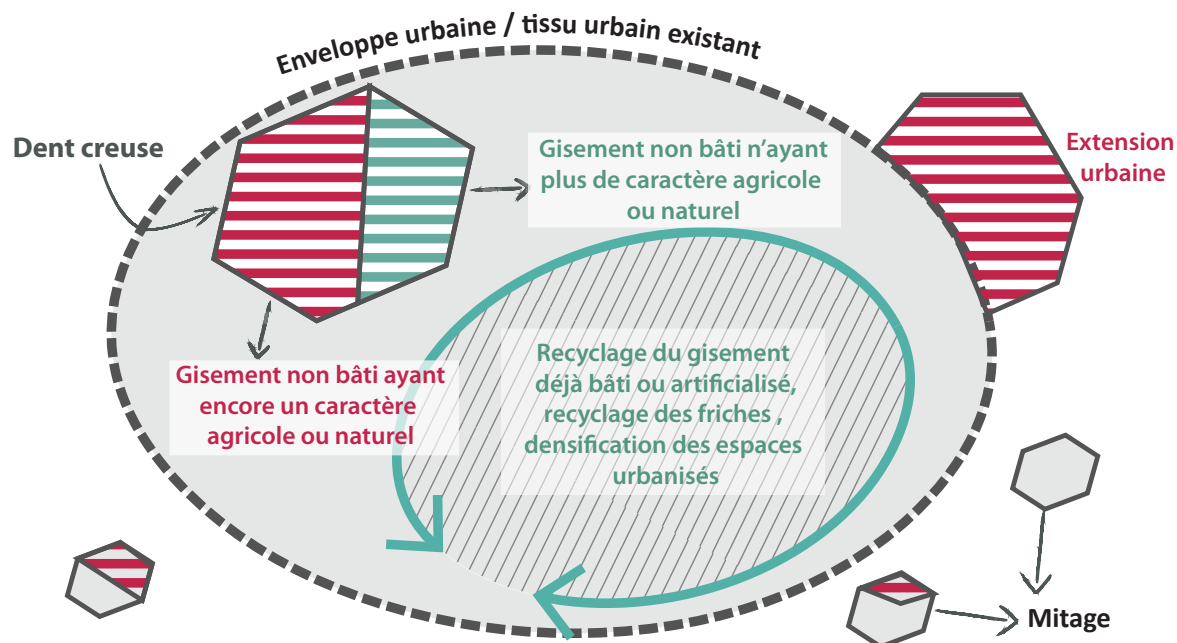 Enveloppe urbaine / tissu urbain existant
Dent creuse
Gisement non bâti n'ayant
plus de caractère agricole
ou naturel
Extension
urbaine
Gisement non bâti ayant
encore un caractère
agricole ou naturel
Recyclage du gisement
déjà bâti ou artificialisé,
recyclage des friches ,
densification des espaces
urbanisés
Mitage